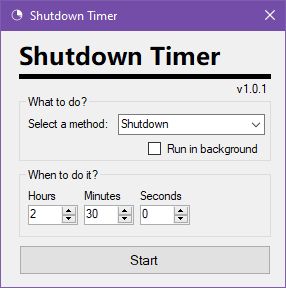 Shutdown Timer
Shutdown Timer
v1.0.1
What to do?
Select a method: Shutdown
Run in background
When to do it?
Hours Minutes Seconds
2 30 0
Start